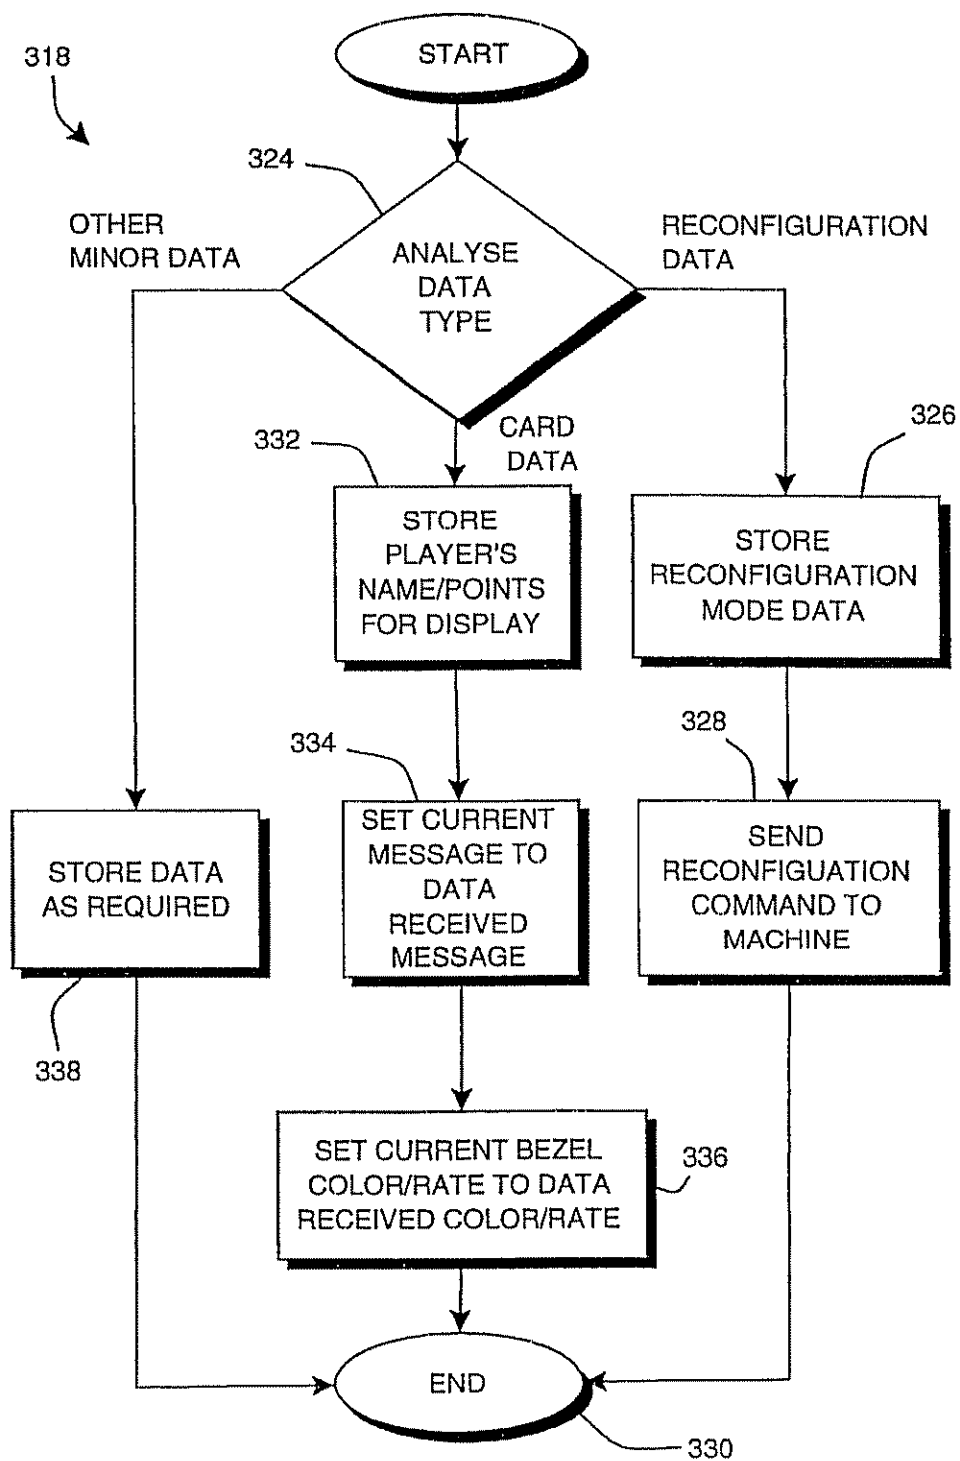 318
START
324
OTHER
MINOR DATA
ANALYSE
DATA
TYPE
RECONFIGURATION
DATA
332
CARD
DATA
326
STORE
PLAYER'S
NAME/POINTS
FOR DISPLAY
STORE
RECONFIGURATION
MODE DATA
334
328
STORE DATA
AS REQUIRED
SET CURRENT
MESSAGE TO
DATA
RECEIVED
MESSAGE
SEND
RECONFIGUATION
COMMAND TO
MACHINE
338
SET CURRENT BEZEL
COLOR/RATE TO DATA
RECEIVED COLOR/RATE
336
END
330